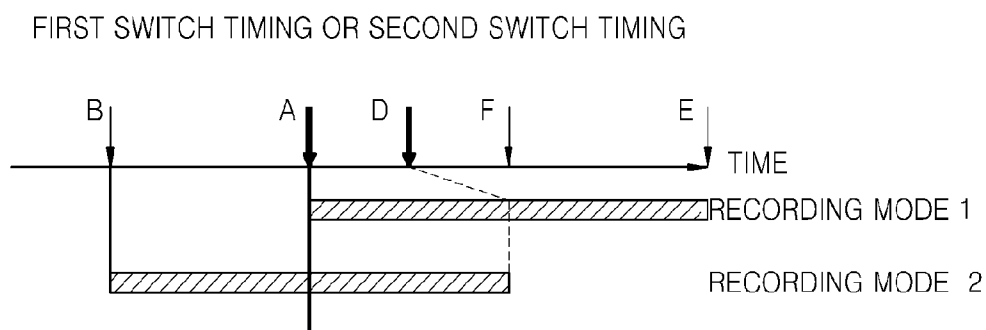 FIRST SWITCH TIMING OR SECOND SWITCH TIMING
B A D F E
TIME
RECORDING MODE 1
RECORDING MODE 2